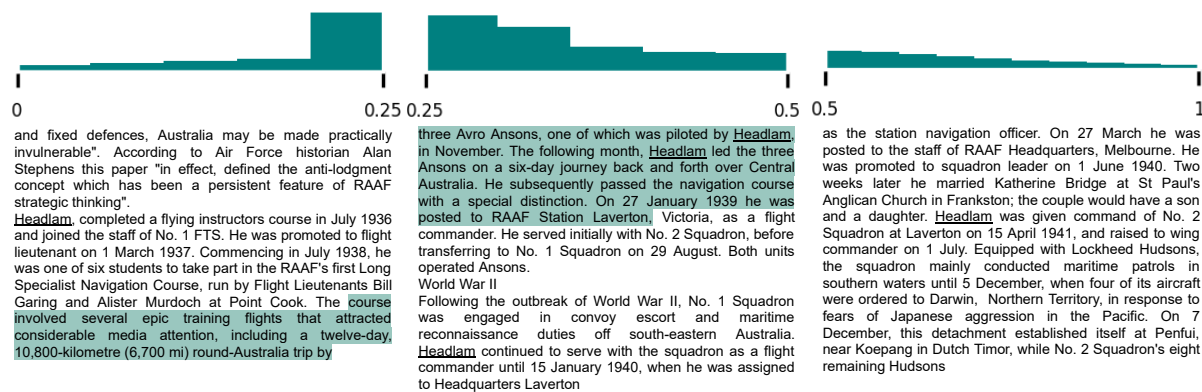 0
0.25
0.25
0.5
0.5
1
and fixed defences, Australia may be made practically
invulnerable". According to Air Force historian Alan
Stephens this paper "in effect, defined the anti-lodgment
concept which has been a persistent feature of RAAF
strategic thinking".
Headlam, completed a flying instructors course in July 1936
and joined the staff of No. 1 FTS. He was promoted to flight
lieutenant on 1 March 1937. Commencing in July 1938, he
was one of six students to take part in the RAAF's first Long
Specialist Navigation Course, run by Flight Lieutenants Bill
Garing and Alister Murdoch at Point Cook. The course
involved several epic training flights that attracted
considerable media attention, including a twelve-day,
10,800-kilometre (6,700 mi) round-Australia trip by
three Avro Ansons, one of which was piloted by Headlam,
in November. The following month, Headlam led the three
Ansons on a six-day journey back and forth over Central
Australia. He subsequently passed the navigation course
with a special distinction. On 27 January 1939 he was
posted to RAAF Station Laverton, Victoria, as a flight
commander. He served initially with No. 2 Squadron, before
transferring to No. 1 Squadron on 29 August. Both units
operated Ansons.
World War II
Following the outbreak of World War II, No. 1 Squadron
was engaged in convoy escort and maritime
reconnaissance duties off south-eastern Australia.
Headlam continued to serve with the squadron as a flight
commander until 15 January 1940, when he was assigned
to Headquarters Laverton
as the station navigation officer. On 27 March he was
posted to the staff of RAAF Headquarters, Melbourne. He
was promoted to squadron leader on 1 June 1940. Two
weeks later he married Katherine Bridge at St Paul's
Anglican Church in Frankston; the couple would have a son
and a daughter. Headlam was given command of No. 2
Squadron at Laverton on 15 April 1941, and raised to wing
commander on 1 July. Equipped with Lockheed Hudsons,
the squadron mainly conducted maritime patrols in
southern waters until 5 December, when four of its aircraft
were ordered to Darwin, Northern Territory, in response to
fears of Japanese aggression in the Pacific. On 7
December, this detachment established itself at Penfui,
near Koepang in Dutch Timor, while No. 2 Squadron's eight
remaining Hudsons